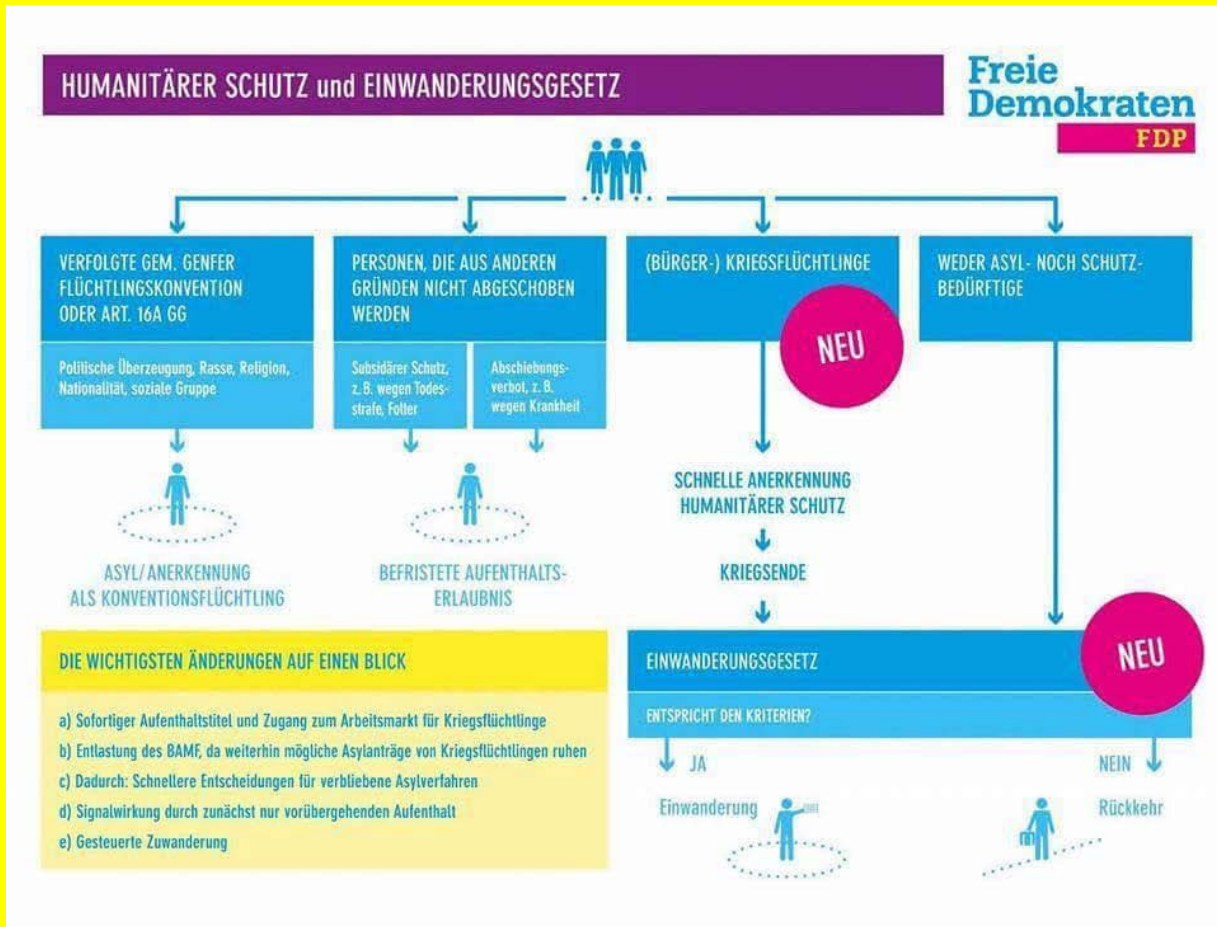 HUMANITÄRER SCHUTZ und EINWANDERUNGSGESETZ
Freie
Demokraten
FDP
VERFOLGTE GEM. GENFER
FLÜCHTLINGSKONVENTION
ODER ART. 16A GG
Politische Überzeugung, Rasse, Religion,
Nationalität, soziale Gruppe
ASYL/ANERKENNUNG
ALS KONVENTIONSFLÜCHTLING
PERSONEN, DIE AUS ANDEREN
GRÜNDEN NICHT ABGESCHOBEN
WERDEN
Subsidärer Schutz,
z. B. wegen Todes-
strafe, Folter
Abschiebungs-
verbot, z. B.
wegen Krankheit
BEFRISTETE AUFENTHALTS-
ERLAUBNIS
(BÜRGER-) KRIEGSFLÜCHTLINGE
NEU
SCHNELLE ANERKENNUNG
HUMANITÄRER SCHUTZ
KRIEGSENDE
WEDER ASYL- NOCH SCHUTZ-
BEDÜRFTIGE
EINWANDERUNGSGESETZ
NEU
ENTSPRICHT DEN KRITERIEN?
JA
Einwanderung
NEIN
Rückkehr
DIE WICHTIGSTEN ÄNDERUNGEN AUF EINEN BLICK
a) Sofortiger Aufenthaltstitel und Zugang zum Arbeitsmarkt für Kriegsflüchtlinge
b) Entlastung des BAMF, da weiterhin mögliche Asylanträge von Kriegsflüchtlingen ruhen
c) Dadurch: Schnellere Entscheidungen für verbliebene Asylverfahren
d) Signalwirkung durch zunächst nur vorübergehenden Aufenthalt
e) Gesteuerte Zuwanderung